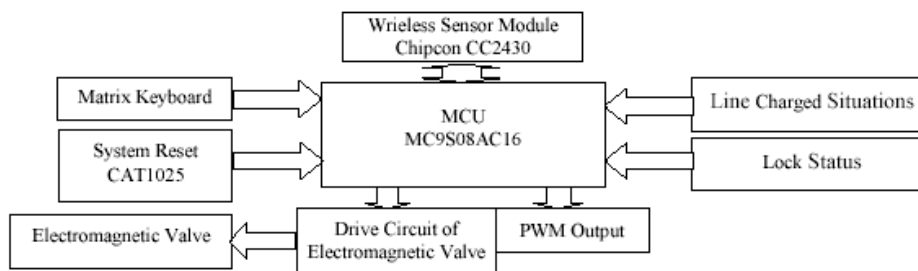 Wrieless Sensor Module
Chipcon CC2430
Matrix Keyboard
MCU
MC9S08AC16
Line Charged Situations
System Reset
CAT1025
Lock Status
Electromagnetic Valve
Drive Circuit of
Electromagnetic Valve
PWM Output